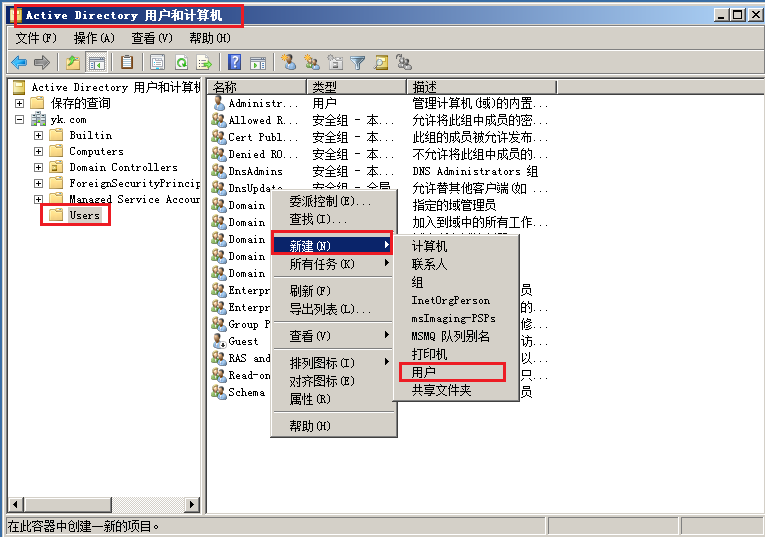 Active Directory 用户和计算机
文件(F) 操作(A) 查看(V) 帮助(H)
Active Directory 用户和计算机
保存的查询
yk.com
Builtin
Computers
Domain Controllers
ForeignSecurityPrincip
Managed Service Accour
Users
名称 类型 描述
Administr... 用户 管理计算机(域)的内置...
Allowed R... 安全组 - 本... 允许将此组中成员的密...
Cert Publ... 安全组 - 本... 此组的成员被允许发布...
Denied RO... 安全组 - 本... 不允许将此组中成员的...
DnsAdmins 安全组 - 本... DNS Administrators 组
DnsUpdate... 安全组 - 全局 允许替其他客户端(如 ...
Domain 指定的域管理员
Domain 加入到域中的所有工作...
Domain
Domain
Domain
Enterpr 员
Enterpr 的...
Group P 修...
Guest 访...
RAS and 以...
Read-on 只...
Schema 员
委派控制(E)...
查找(I)...
新建(N)
所有任务(K)
刷新(F)
导出列表(L)...
查看(V)
排列图标(I)
对齐图标(E)
属性(R)
帮助(H)
计算机
联系人
组
InetOrgPerson
msImaging-PSPs
MSMQ 队列别名
打印机
用户
共享文件夹
在此容器中创建一新的项目。